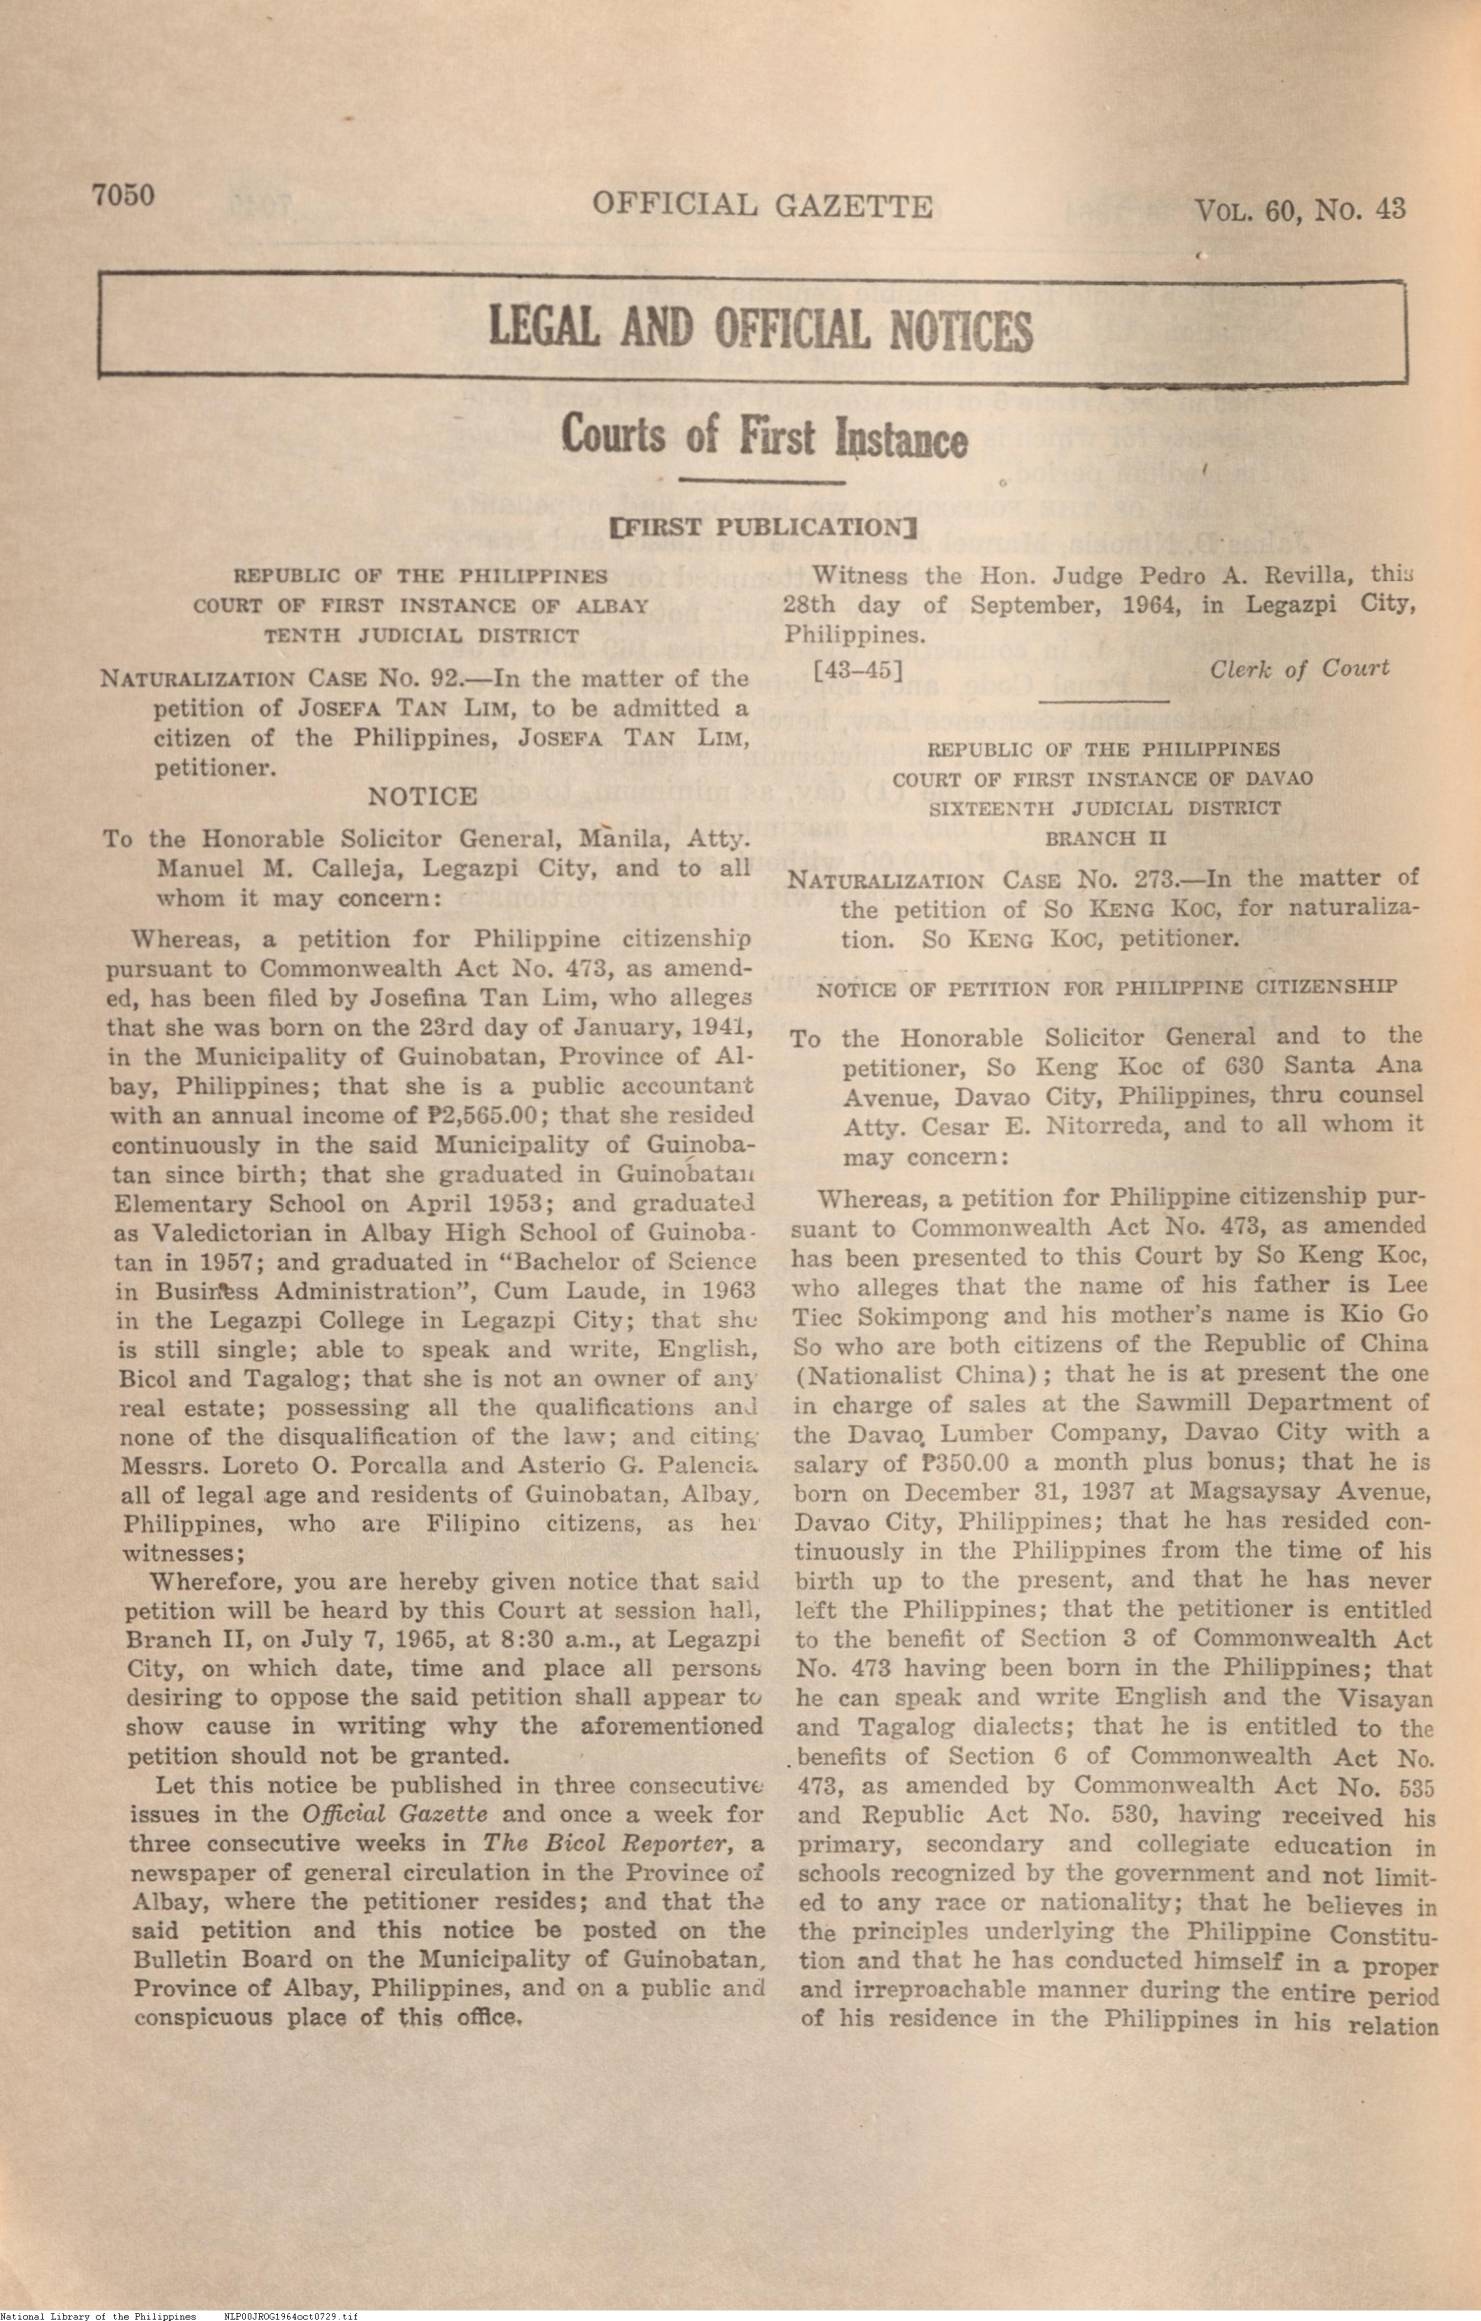 7050
OFFICIAL GAZETTE
VOL. 60, No. 43
LEGAL AND OFFICIAL NOTICES
Courts of First Instance
[FIRST PUBLICATION]
REPUBLIC OF THE PHILIPPINES
COURT OF FIRST INSTANCE OF ALBAY
TENTH JUDICIAL DISTRICT
NATURALIZATION CASE No. 92.—In the matter of the
petition of JOSEFA TAN LIM, to be admitted a
citizen of the Philippines, JOSEFA TAN LIM,
petitioner.
NOTICE
To the Honorable Solicitor General, Manila, Atty.
Manuel M. Calleja, Legazpi City, and to all
whom it may concern:
Whereas, a petition for Philippine citizenship
pursuant to Commonwealth Act No. 473, as amend-
ed, has been filed by Josefina Tan Lim, who alleges
that she was born on the 23rd day of January, 1941,
in the Municipality of Guinobatan, Province of Al-
bay, Philippines; that she is a public accountant
with an annual income of ₱2,565.00; that she resided
continuously in the said Municipality of Guinoba-
tan since birth; that she graduated in Guinobatan
Elementary School on April 1953; and graduated
as Valedictorian in Albay High School of Guinoba-
tan in 1957; and graduated in "Bachelor of Science
in Business Administration", Cum Laude, in 1963
in the Legazpi College in Legazpi City; that she
is still single; able to speak and write, English,
Bicol and Tagalog; that she is not an owner of any
real estate; possessing all the qualifications and
none of the disqualification of the law; and citing
Messrs. Loreto O. Porcalla and Asterio G. Palencia
all of legal age and residents of Guinobatan, Albay,
Philippines, who are Filipino citizens, as her
witnesses;
Wherefore, you are hereby given notice that said
petition will be heard by this Court at session hall,
Branch II, on July 7, 1965, at 8:30 a.m., at Legazpi
City, on which date, time and place all persons
desiring to oppose the said petition shall appear to
show cause in writing why the aforementioned
petition should not be granted.
Let this notice be published in three consecutive
issues in the Official Gazette and once a week for
three consecutive weeks in The Bicol Reporter, a
newspaper of general circulation in the Province of
Albay, where the petitioner resides; and that the
said petition and this notice be posted on the
Bulletin Board on the Municipality of Guinobatan,
Province of Albay, Philippines, and on a public and
conspicuous place of this office.
Witness the Hon. Judge Pedro A. Revilla, this
28th day of September, 1964, in Legazpi City,
Philippines.
[43–45] Clerk of Court
REPUBLIC OF THE PHILIPPINES
COURT OF FIRST INSTANCE OF DAVAO
SIXTEENTH JUDICIAL DISTRICT
BRANCH II
NATURALIZATION CASE No. 273.—In the matter of
the petition of SO KENG KOC, for naturaliza-
tion. SO KENG KOC, petitioner.
NOTICE OF PETITION FOR PHILIPPINE CITIZENSHIP
To the Honorable Solicitor General and to the
petitioner, So Keng Koc of 630 Santa Ana
Avenue, Davao City, Philippines, thru counsel
Atty. Cesar E. Nitorreda, and to all whom it
may concern:
Whereas, a petition for Philippine citizenship pur-
suant to Commonwealth Act No. 473, as amended
has been presented to this Court by So Keng Koc,
who alleges that the name of his father is Lee
Tiec Sokimpong and his mother's name is Kio Go
So who are both citizens of the Republic of China
(Nationalist China); that he is at present the one
in charge of sales at the Sawmill Department of
the Davao Lumber Company, Davao City with a
salary of ₱350.00 a month plus bonus; that he is
born on December 31, 1937 at Magsaysay Avenue,
Davao City, Philippines; that he has resided con-
tinuously in the Philippines from the time of his
birth up to the present, and that he has never
left the Philippines; that the petitioner is entitled
to the benefit of Section 3 of Commonwealth Act
No. 473 having been born in the Philippines; that
he can speak and write English and the Visayan
and Tagalog dialects; that he is entitled to the
benefits of Section 6 of Commonwealth Act No.
473, as amended by Commonwealth Act No. 535
and Republic Act No. 530, having received his
primary, secondary and collegiate education in
schools recognized by the government and not limit-
ed to any race or nationality; that he believes in
the principles underlying the Philippine Constitu-
tion and that he has conducted himself in a proper
and irreproachable manner during the entire period
of his residence in the Philippines in his relation
National Library of the Philippines NLP00JROG1964oct0729.tif